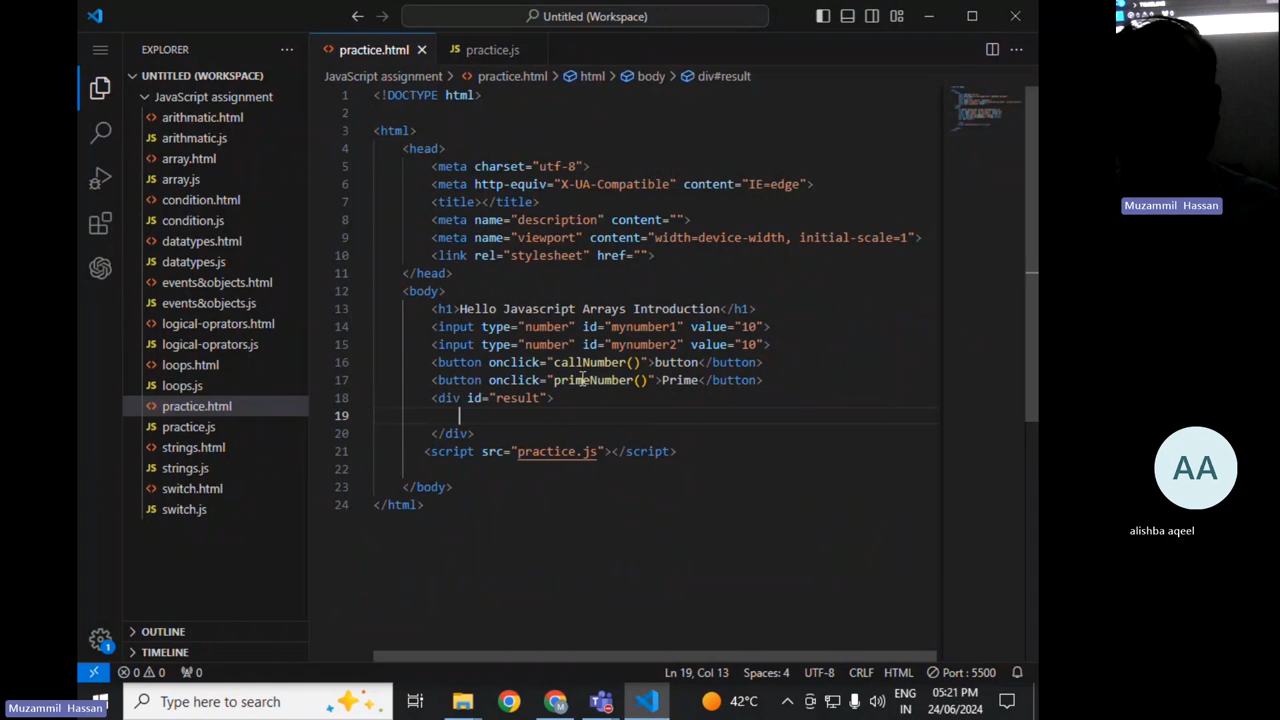 Untitled (Workspace)
EXPLORER
UNTITLED (WORKSPACE)
JavaScript assignment
arithmatic.html
arithmatic.js
array.html
array.js
condition.html
condition.js
datatypes.html
datatypes.js
events&objects.html
events&objects.js
logical-oprators.html
logical-oprators.js
loops.html
loops.js
practice.html
practice.js
strings.html
strings.js
switch.html
switch.js
OUTLINE
TIMELINE
practice.html
practice.js
JavaScript assignment > practice.html > html > body > div#result
1 <!DOCTYPE html>
2
3 <html>
4 <head>
5 <meta charset="utf-8">
6 <meta http-equiv="X-UA-Compatible" content="IE=edge">
7 <title></title>
8 <meta name="description" content="">
9 <meta name="viewport" content="width=device-width, initial-scale=1">
10 <link rel="stylesheet" href="">
11 </head>
12 <body>
13 <h1>Hello Javascript Arrays Introduction</h1>
14 <input type="number" id="mynumber1" value="10">
15 <input type="number" id="mynumber2" value="10">
16 <button onclick="callNumber()">button</button>
17 <button onclick="primeNumber()">Prime</button>
18 <div id="result">
19
20 </div>
21 <script src="practice.js"></script>
22
23 </body>
24 </html>
1
0 0 0
Ln 19, Col 13 Spaces: 4 UTF-8 CRLF HTML Port : 5500
Type here to search
42°C
ENG
IN
05:21 PM
24/06/2024
Muzammil Hassan
Muzammil Hassan
AA
alishba aqeel